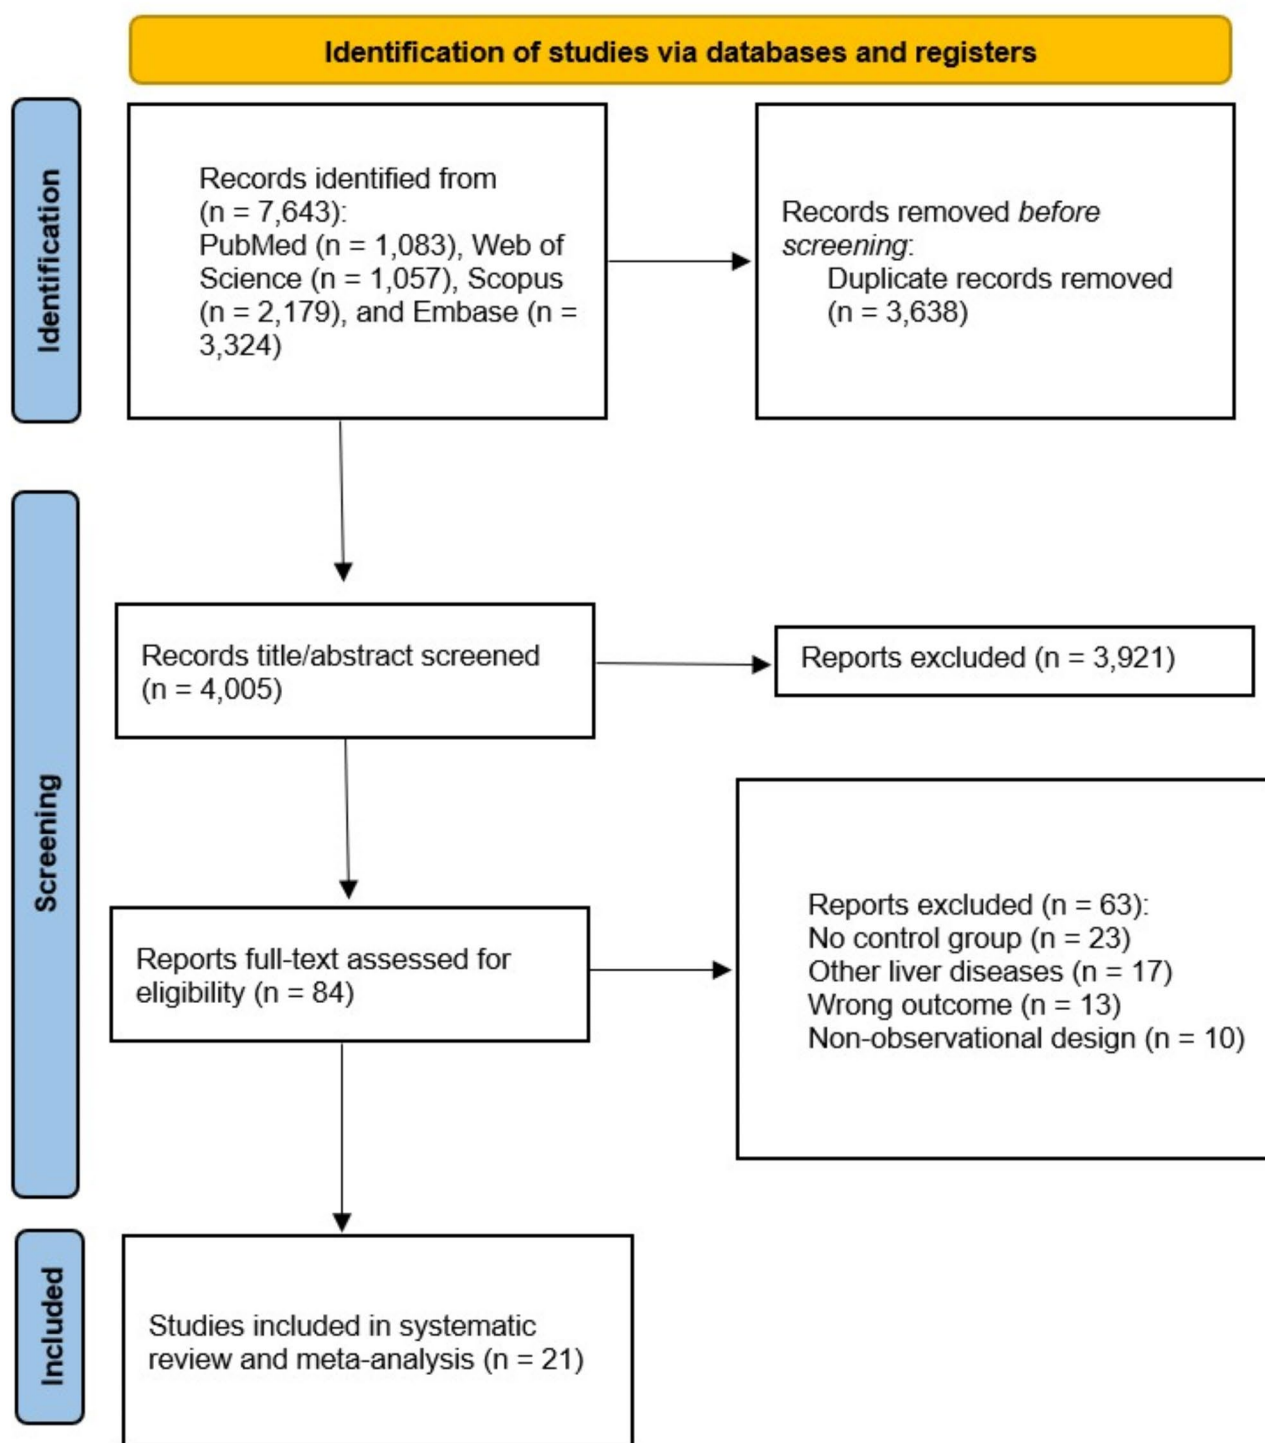 Identification of studies via databases and registers
Identification
Records identified from
(n = 7,643):
PubMed (n = 1,083), Web of
Science (n = 1,057), Scopus
(n = 2,179), and Embase (n =
3,324)
Records removed before
screening:
Duplicate records removed
(n = 3,638)
Screening
Records title/abstract screened
(n = 4,005)
Reports excluded (n = 3,921)
Reports full-text assessed for
eligibility (n = 84)
Reports excluded (n = 63):
No control group (n = 23)
Other liver diseases (n = 17)
Wrong outcome (n = 13)
Non-observational design (n = 10)
Included
Studies included in systematic
review and meta-analysis (n = 21)